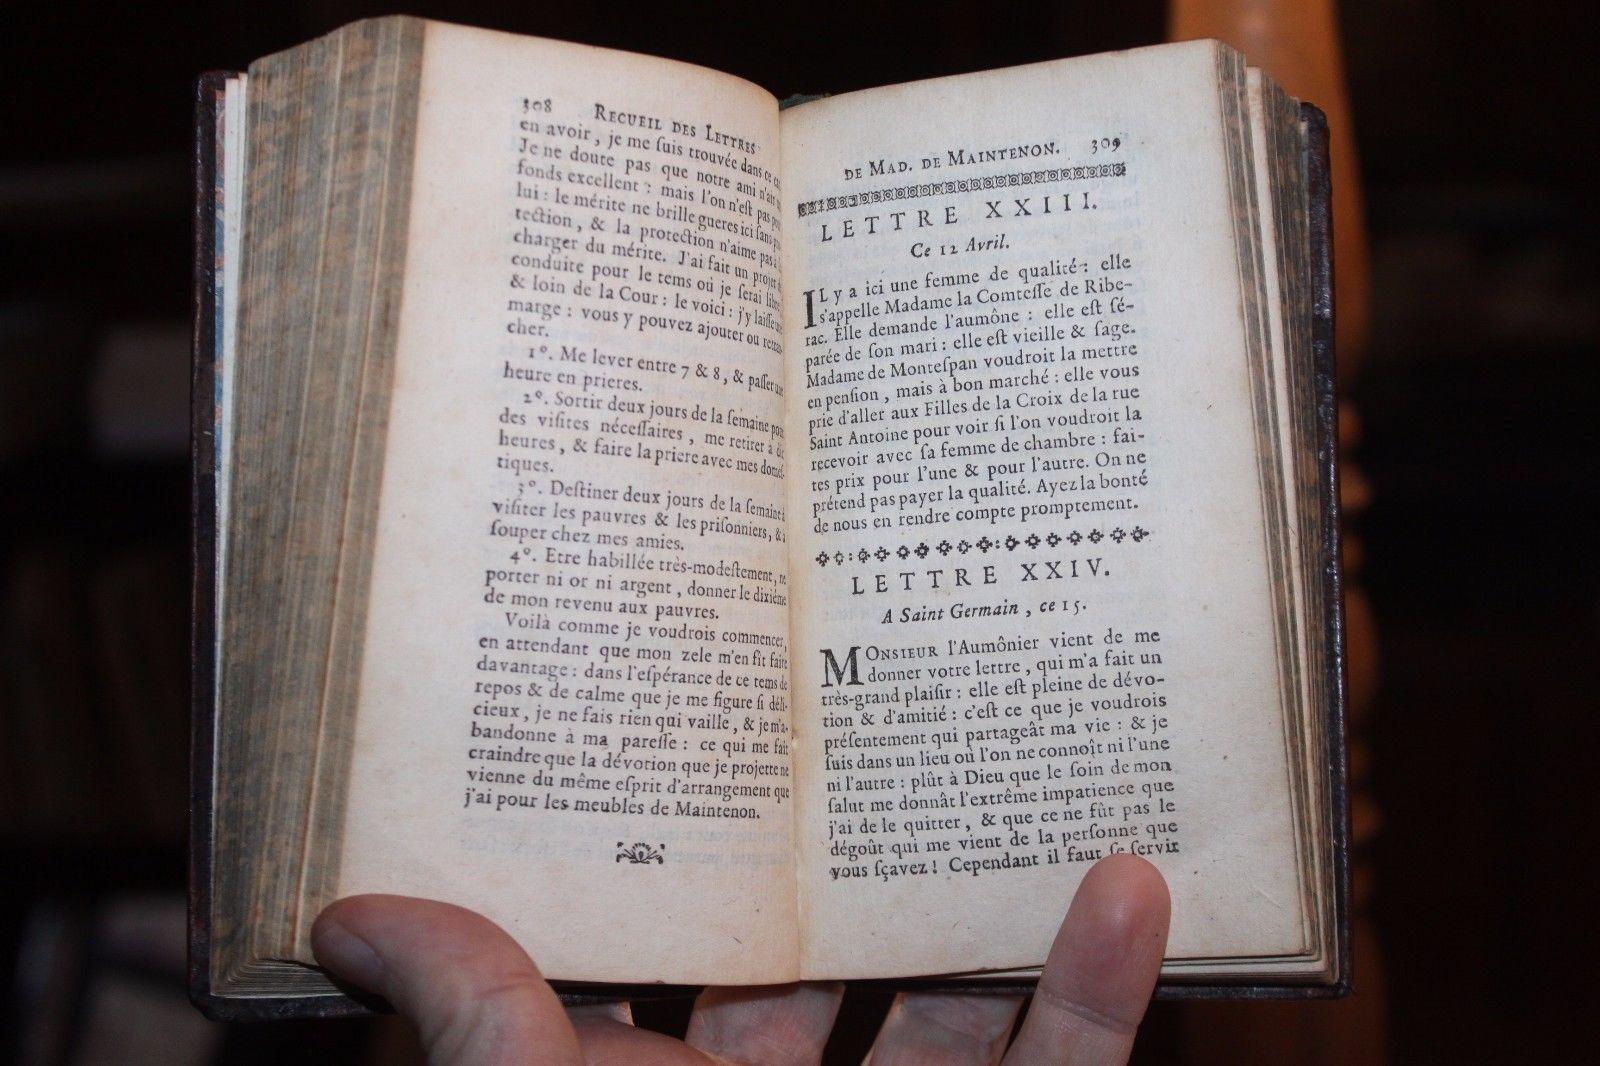 308 RECUEIL DES LETTRES
en avoir, je me ſuis trouvée dans ce
Je ne doute pas que notre ami n'ait
fonds excellent : mais l'on n'eſt pas
lui : le mérite ne brille gueres ici ſans
tection, & la protection n'aime pas à
charger du mérite. J'ai fait un projet
conduite pour le tems où je ſerai
& loin de la Cour : le voici : j'y laiſſe
marge : vous y pouvez ajouter ou
cher.
1°. Me lever entre 7 & 8, & paſſer
heure en prieres.
2°. Sortir deux jours de la ſemaine
des viſites néceſſaires, me retirer à
heures, & faire la priere avec mes domeſ-
tiques.
3°. Deſtiner deux jours de la ſemaine à
viſiter les pauvres & les priſonniers, & à
ſouper chez mes amies.
4°. Etre habillée très-modeſtement, ne
porter ni or ni argent, donner le dixiéme
de mon revenu aux pauvres.
Voilà comme je voudrois commencer,
en attendant que mon zele m'en fit faire
davantage : dans l'eſpérance de ce tems de
repos & de calme que je me figure ſi déli-
cieux, je ne fais rien qui vaille, & je m'a-
bandonne à ma pareſſe : ce qui me fait
craindre que la dévotion que je projette ne
vienne du même eſprit d'arrangement que
j'ai pour les meubles de Maintenon.
DE MAD. DE MAINTENON. 309
LETTRE XXIII.
Ce 12 Avril.
IL y a ici une femme de qualité : elle
s'appelle Madame la Comteſſe de Ribe-
rac. Elle demande l'aumône : elle eſt ſé-
parée de ſon mari : elle eſt vieille & ſage.
Madame de Monteſpan voudroit la mettre
en penſion, mais à bon marché : elle vous
prie d'aller aux Filles de la Croix de la rue
Saint Antoine pour voir ſi l'on voudroit la
recevoir avec ſa femme de chambre : fai-
tes prix pour l'une & pour l'autre. On ne
prétend pas payer la qualité. Ayez la bonté
de nous en rendre compte promptement.
LETTRE XXIV.
A Saint Germain, ce 15.
MONSIEUR l'Aumônier vient de me
donner votre lettre, qui m'a fait un
très-grand plaiſir : elle eſt pleine de dévo-
tion & d'amitié : c'eſt ce que je voudrois
préſentement qui partageât ma vie : & je
ſuis dans un lieu où l'on ne connoît ni l'une
ni l'autre : plût à Dieu que le ſoin de mon
ſalut me donnât l'extrême impatience que
j'ai de le quitter, & que ce ne fût pas le
dégoût qui me vient de la perſonne que
vous ſçavez ! Cependant il faut ſe ſervir